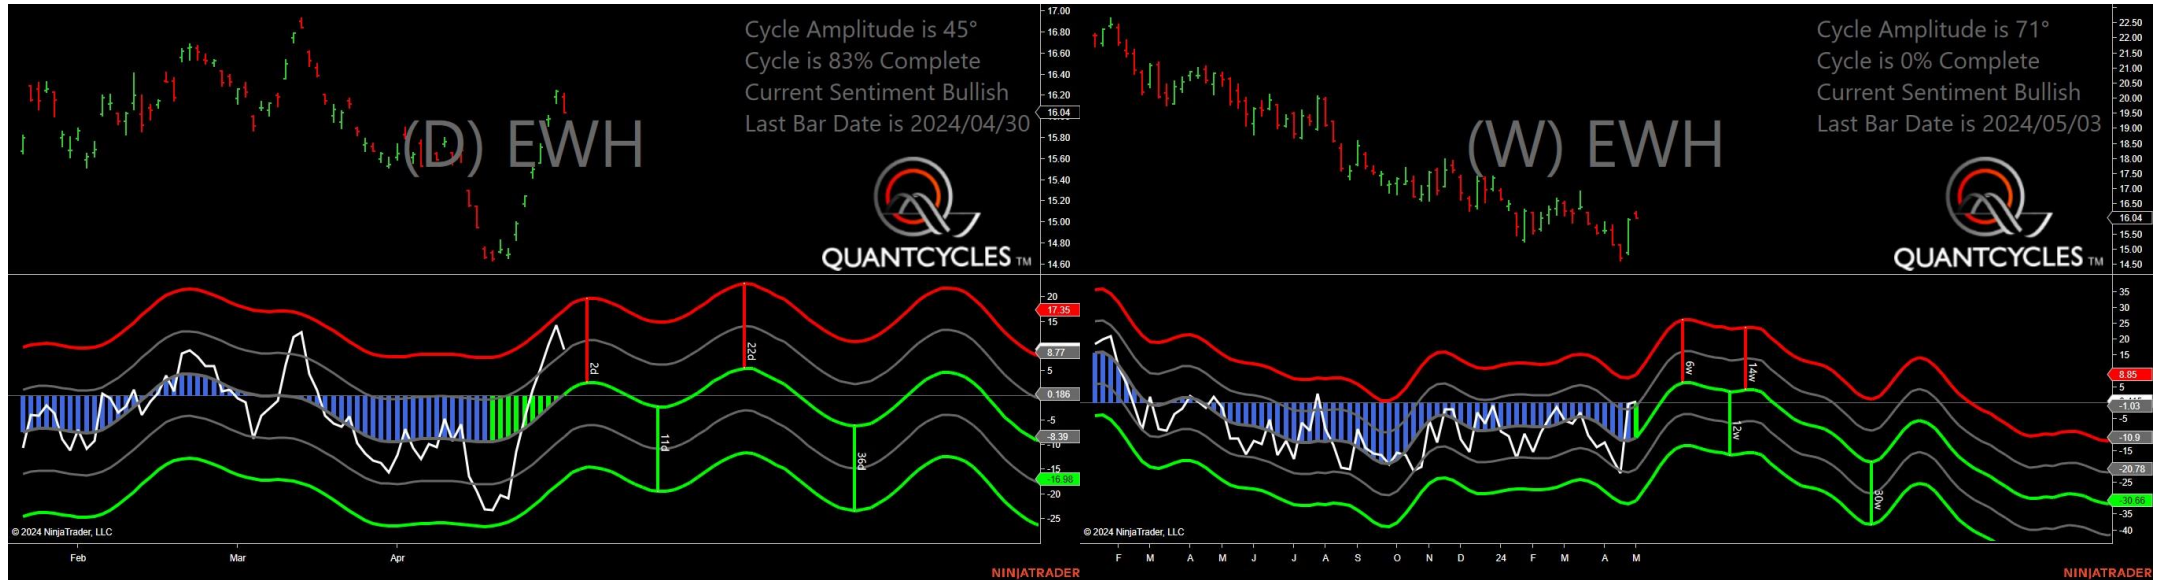 Cycle Amplitude is 45°
Cycle is 83% Complete
Current Sentiment Bullish
Last Bar Date is 2024/04/30
(D) EWH
QUANTCYCLES TM
17.00
16.80
16.60
16.40
16.20
16.04
15.80
15.60
15.40
15.20
15.00
14.80
14.60
20
17.35
15
8.77
5
0.186
-5
-8.39
-10
-15
-16.98
-20
-25
2d
11d
22d
36d
© 2024 NinjaTrader, LLC
Feb Mar Apr
NINJATRADER
Cycle Amplitude is 71°
Cycle is 0% Complete
Current Sentiment Bullish
Last Bar Date is 2024/05/03
(W) EWH
QUANTCYCLES TM
22.50
22.00
21.50
21.00
20.50
20.00
19.50
19.00
18.50
18.00
17.50
17.00
16.50
16.04
15.50
15.00
14.50
35
30
25
20
15
8.85
5
-1.03
-5
-10.9
-15
-20.78
-25
-30.66
-35
-40
6w
12w
14w
30w
© 2024 NinjaTrader, LLC
F M A M J J A S O N D 24 F M A M
NINJATRADER